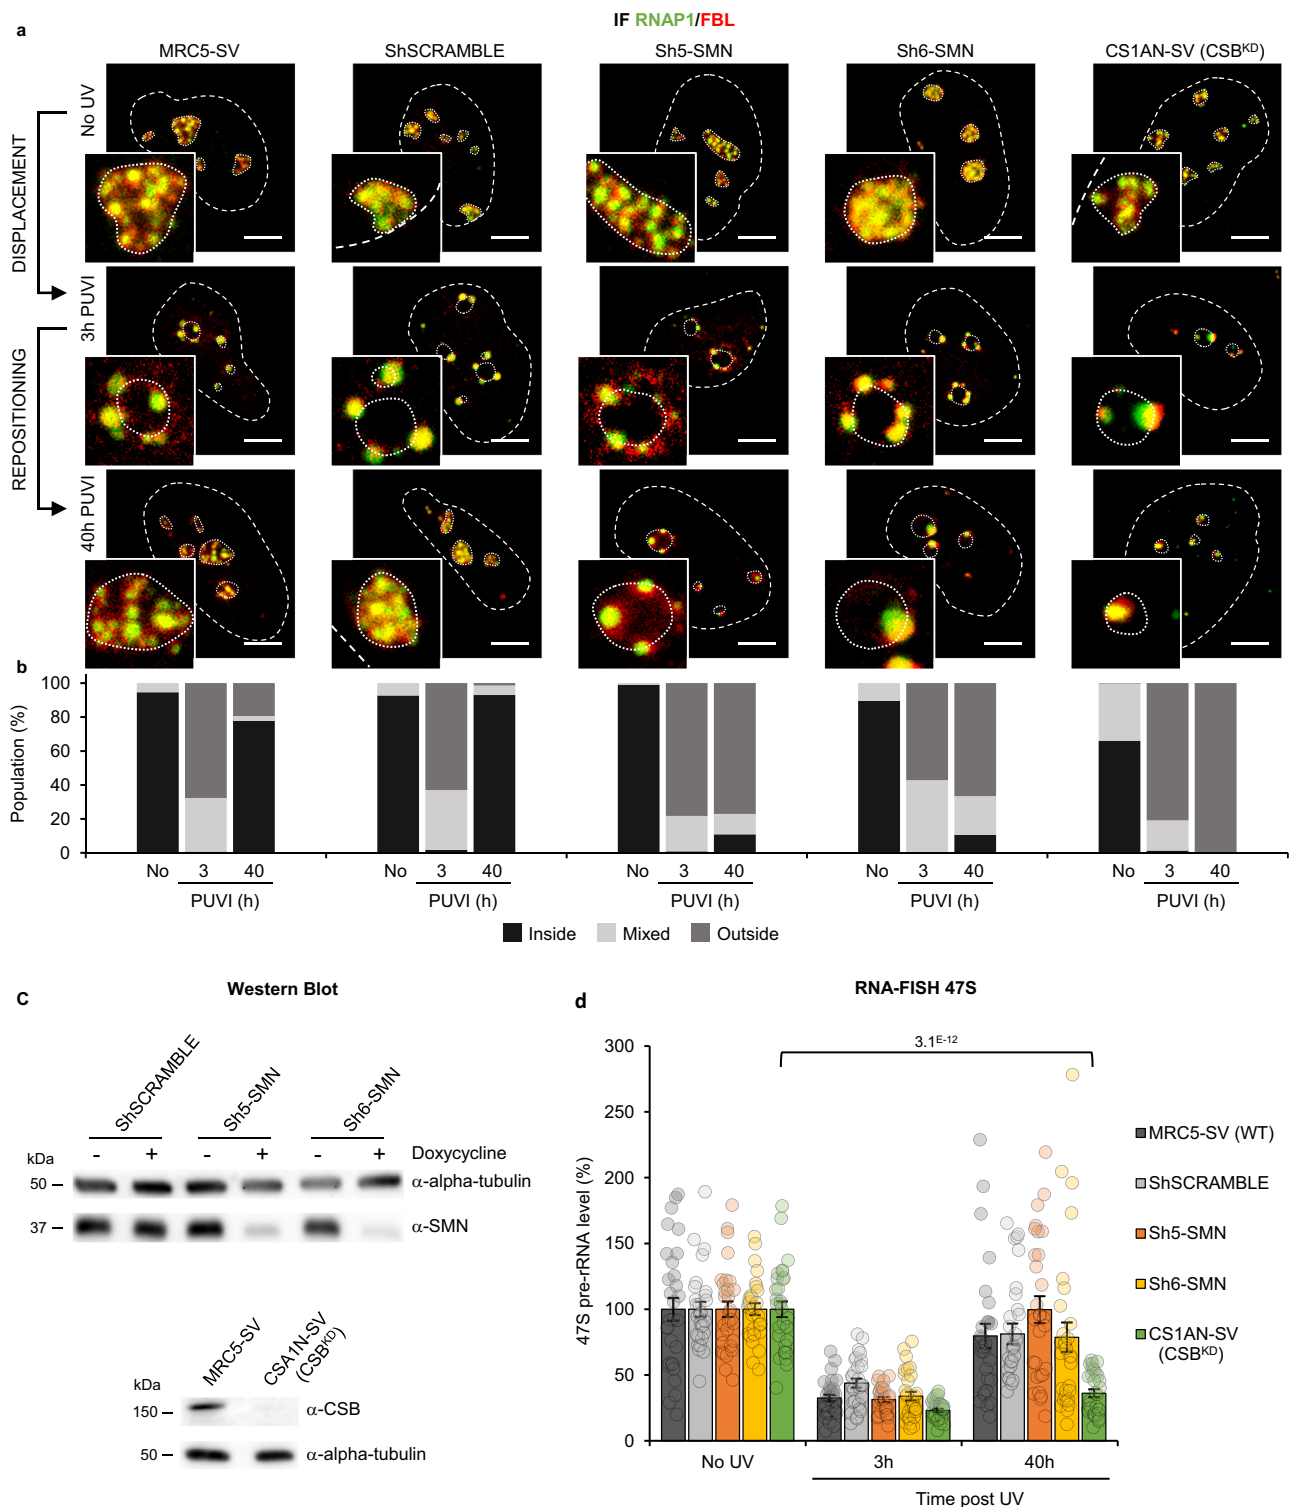 a
IF RNAP1/FBL
MRC5-SV
ShSCRAMBLE
Sh5-SMN
Sh6-SMN
CS1AN-SV (CSBKD)
DISPLACEMENT
REPOSITIONING
No UV
3h PUVI
40h PUVI
b
Population (%)
100
80
60
40
20
0
No 3 40
PUVI (h)
No 3 40
PUVI (h)
No 3 40
PUVI (h)
No 3 40
PUVI (h)
No 3 40
PUVI (h)
Inside Mixed Outside
c
Western Blot
ShSCRAMBLE
Sh5-SMN
Sh6-SMN
kDa
- + - + - + Doxycycline
50 α-alpha-tubulin
37 α-SMN
MRC5-SV
CSA1N-SV
(CSBKD)
kDa
150 α-CSB
50 α-alpha-tubulin
d
RNA-FISH 47S
47S pre-rRNA level (%)
300
250
200
150
100
50
0
3.1E-12
No UV
3h
40h
Time post UV
MRC5-SV (WT)
ShSCRAMBLE
Sh5-SMN
Sh6-SMN
CS1AN-SV
(CSBKD)